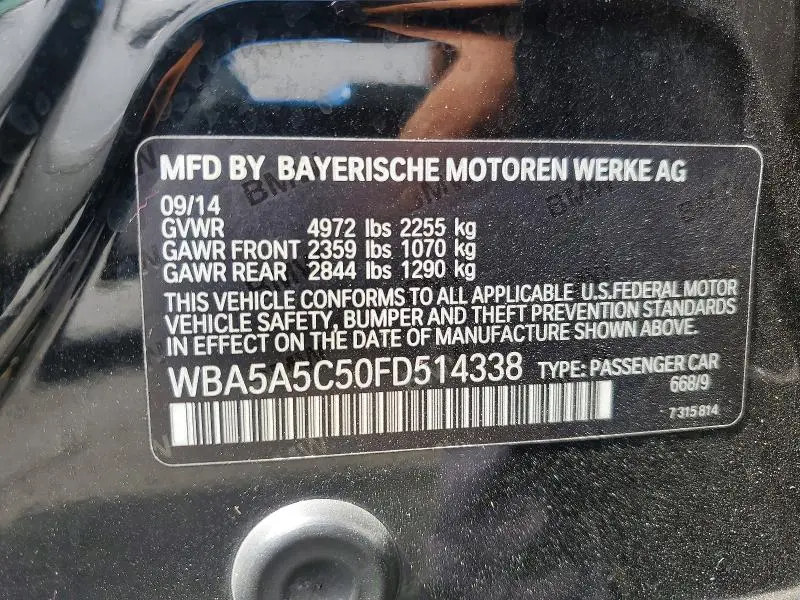 MFD BY BAYERISCHE MOTOREN WERKE AG
09/14
GVWR 4972 lbs 2255 kg
GAWR FRONT 2359 lbs 1070 kg
GAWR REAR 2844 lbs 1290 kg
THIS VEHICLE CONFORMS TO ALL APPLICABLE U.S.FEDERAL MOTOR
VEHICLE SAFETY, BUMPER AND THEFT PREVENTION STANDARDS
IN EFFECT ON THE DATE OF MANUFACTURE SHOWN ABOVE.
WBA5A5C50FD514338 TYPE: PASSENGER CAR
668/9
7 315 814